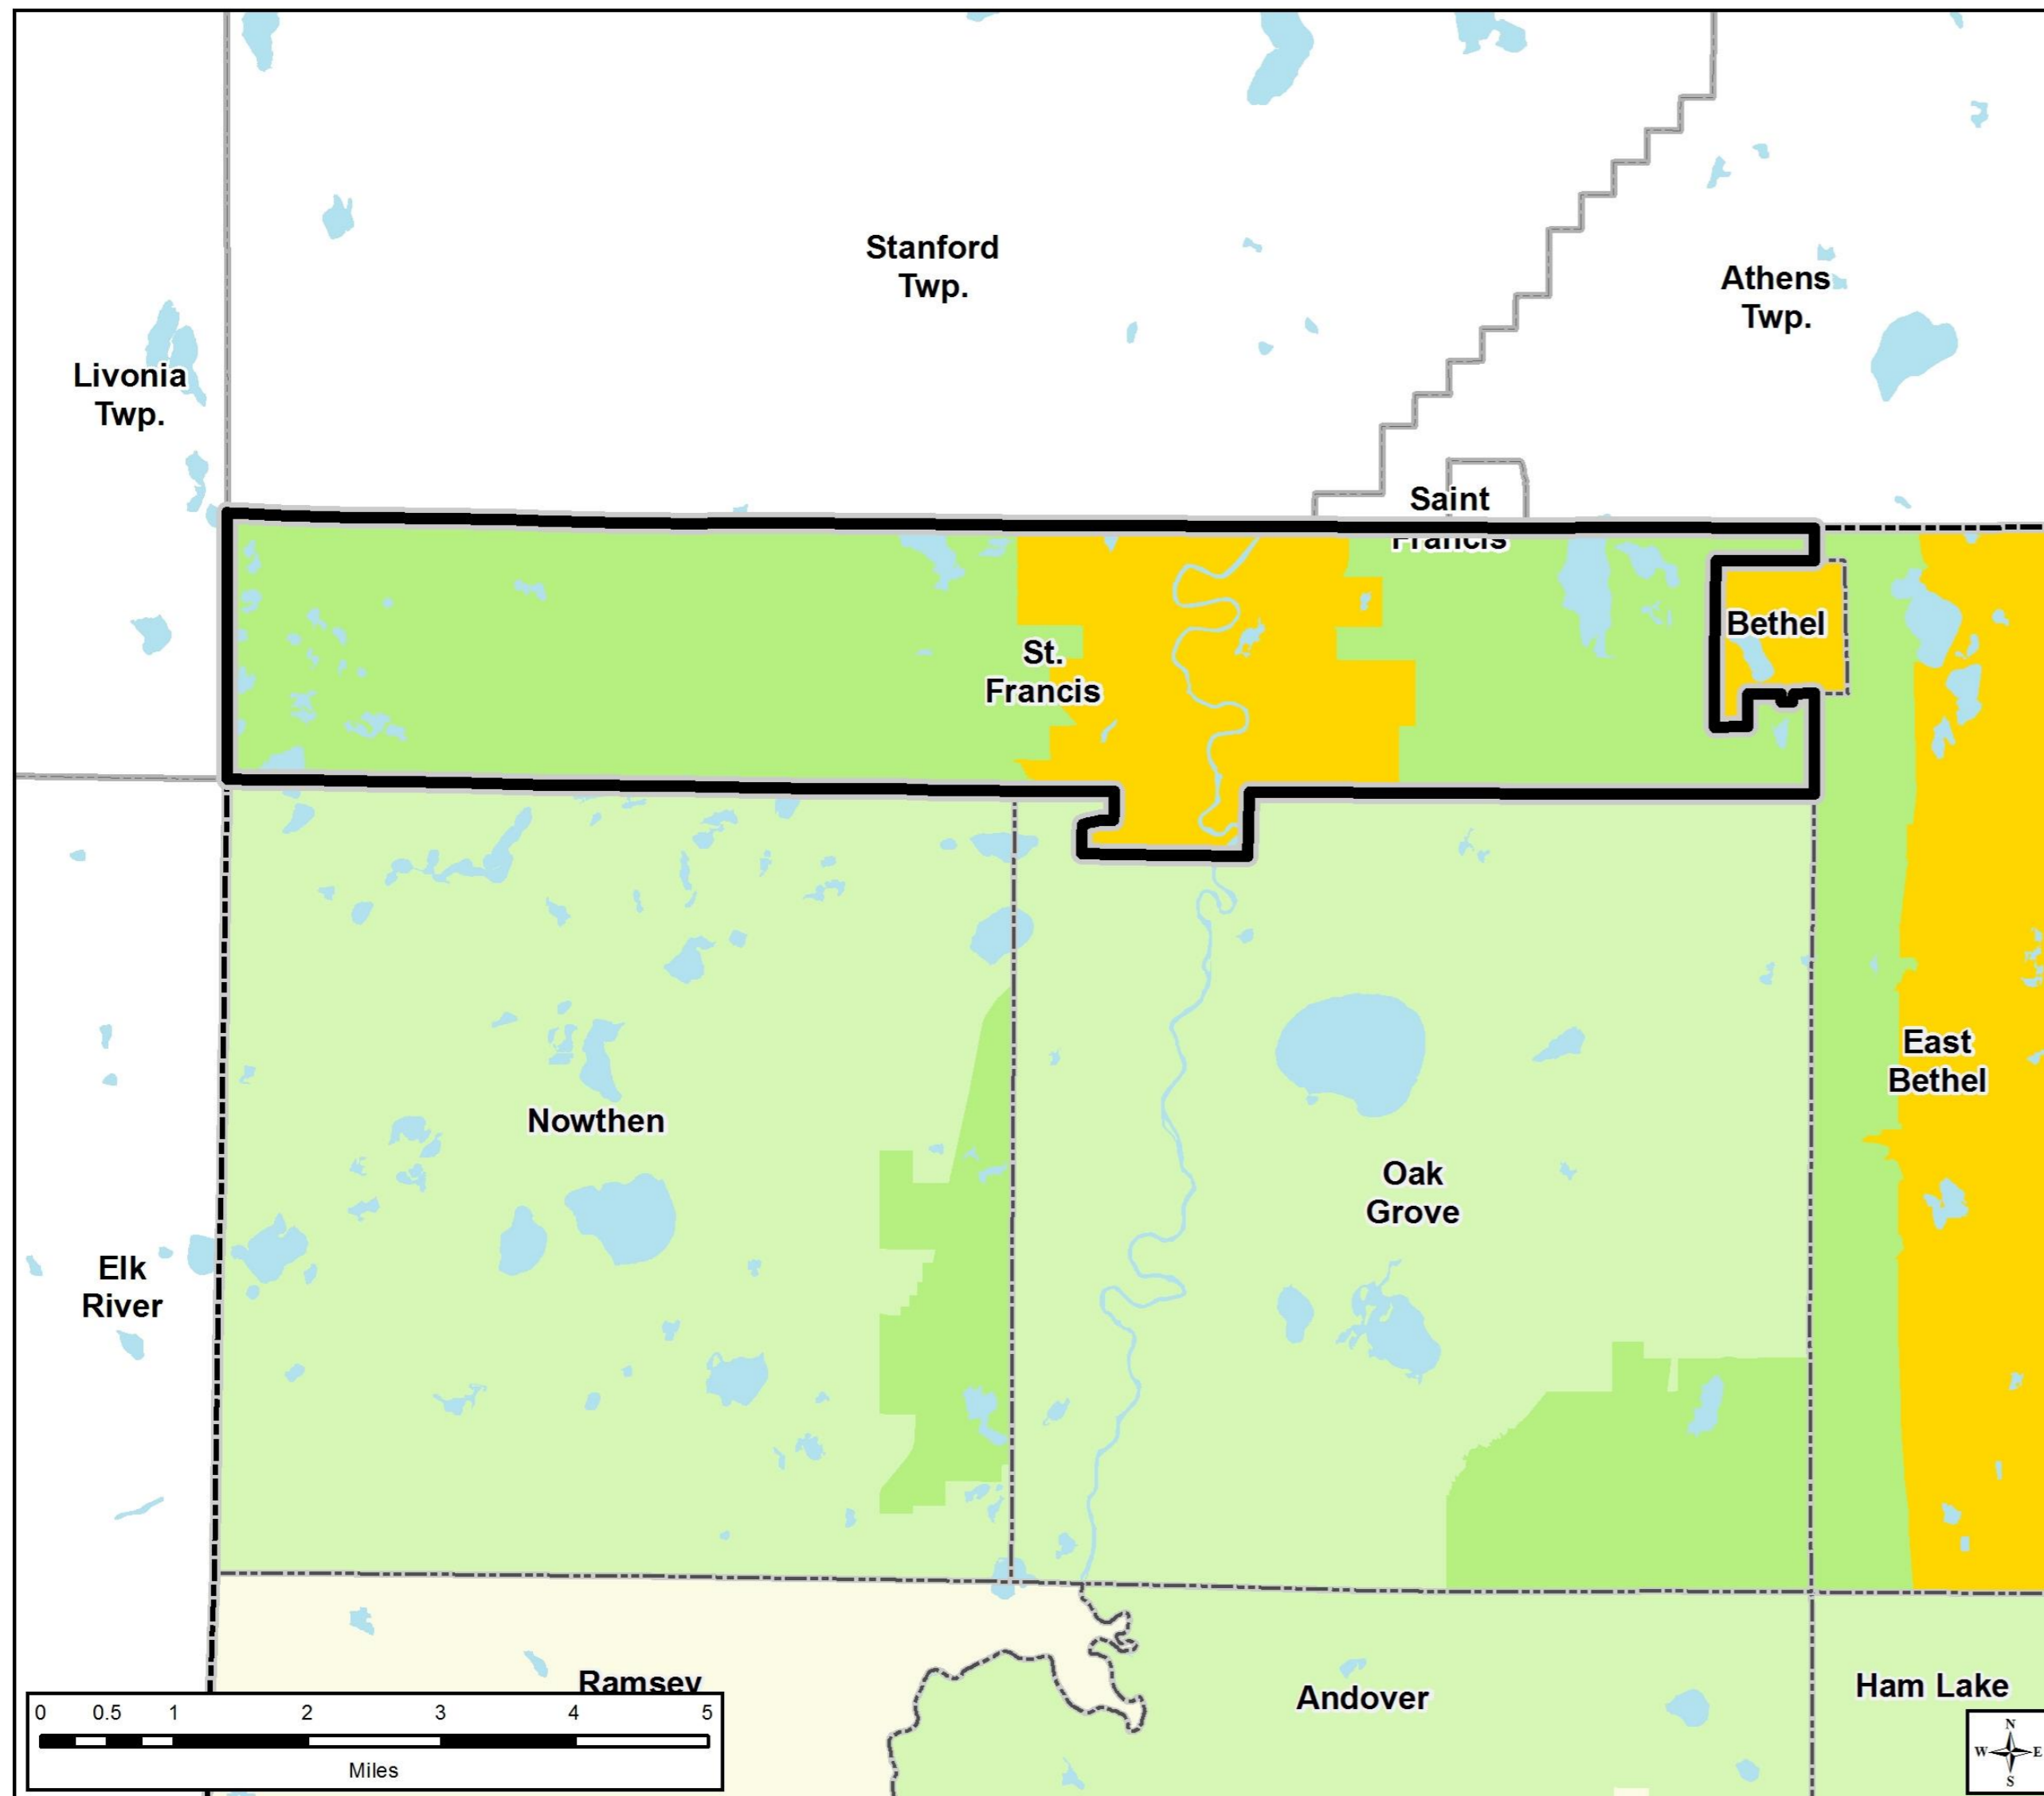 Stanford
Twp.
Athens
Twp.
Livonia
Twp.
Saint
Francis
Bethel
St.
Francis
East
Bethel
Nowthen
Oak
Grove
Elk
River
Ramsey
Andover
Ham Lake
0 0.5 1 2 3 4 5
Miles
N
W E
S